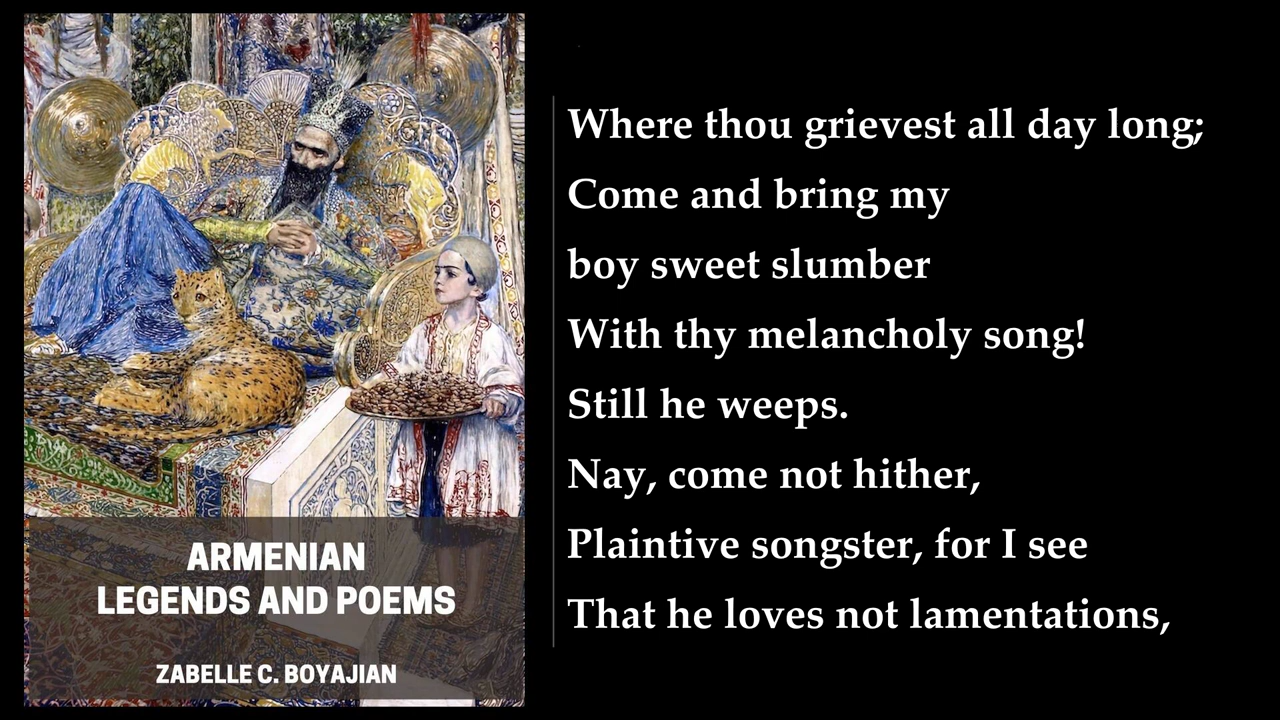 ARMENIAN
LEGENDS AND POEMS
ZABELLE C. BOYAJIAN
Where thou grievest all day long;
Come and bring my
boy sweet slumber
With thy melancholy song!
Still he weeps.
Nay, come not hither,
Plaintive songster, for I see
That he loves not lamentations,